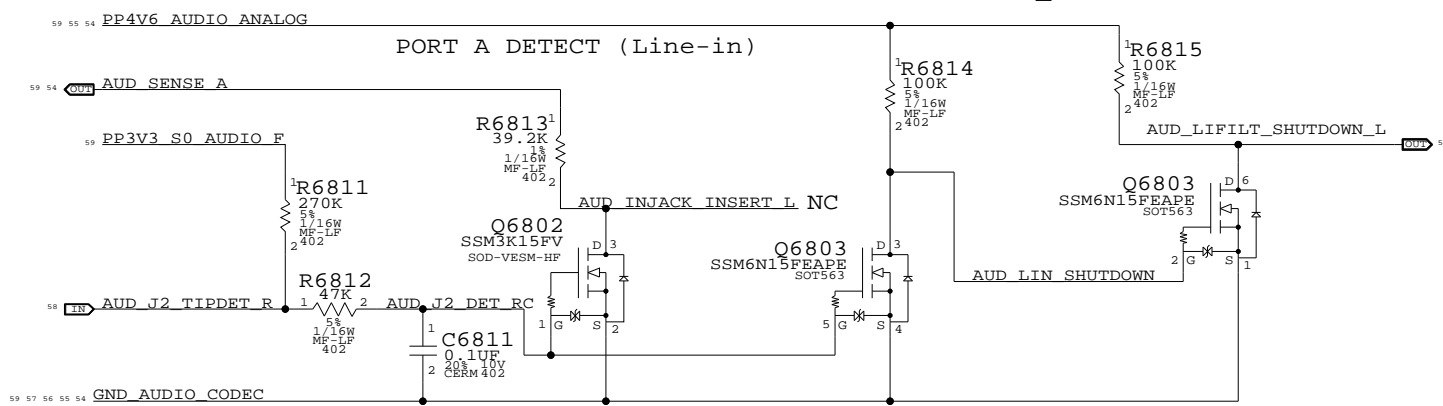 59 55 54 PP4V6_AUDIO_ANALOG
PORT A DETECT (Line-in)
59 54 OUT AUD_SENSE_A
59 PP3V3_S0_AUDIO_F
1
R6811
270K
5%
1/16W
MF-LF
2 402
R6813 1
39.2K
1%
1/16W
MF-LF
402 2
1
R6814
100K
5%
1/16W
MF-LF
2 402
1
R6815
100K
5%
1/16W
MF-LF
2 402
AUD_LIFILT_SHUTDOWN_L
OUT 5
AUD_INJACK_INSERT_L NC
Q6802
SSM3K15FV
SOD-VESM-HF
D 3
1 G S 2
Q6803
SSM6N15FEAPE
SOT563
D 3
5 G S 4
Q6803
SSM6N15FEAPE
SOT563
D 6
2 G S 1
AUD_LIN_SHUTDOWN
58 IN AUD_J2_TIPDET_R
R6812
47K
1 2
5%
1/16W
MF-LF
402
AUD_J2_DET_RC
1
C6811
0.1UF
20% 10V
2 CERM 402
59 57 56 55 54 GND_AUDIO_CODEC